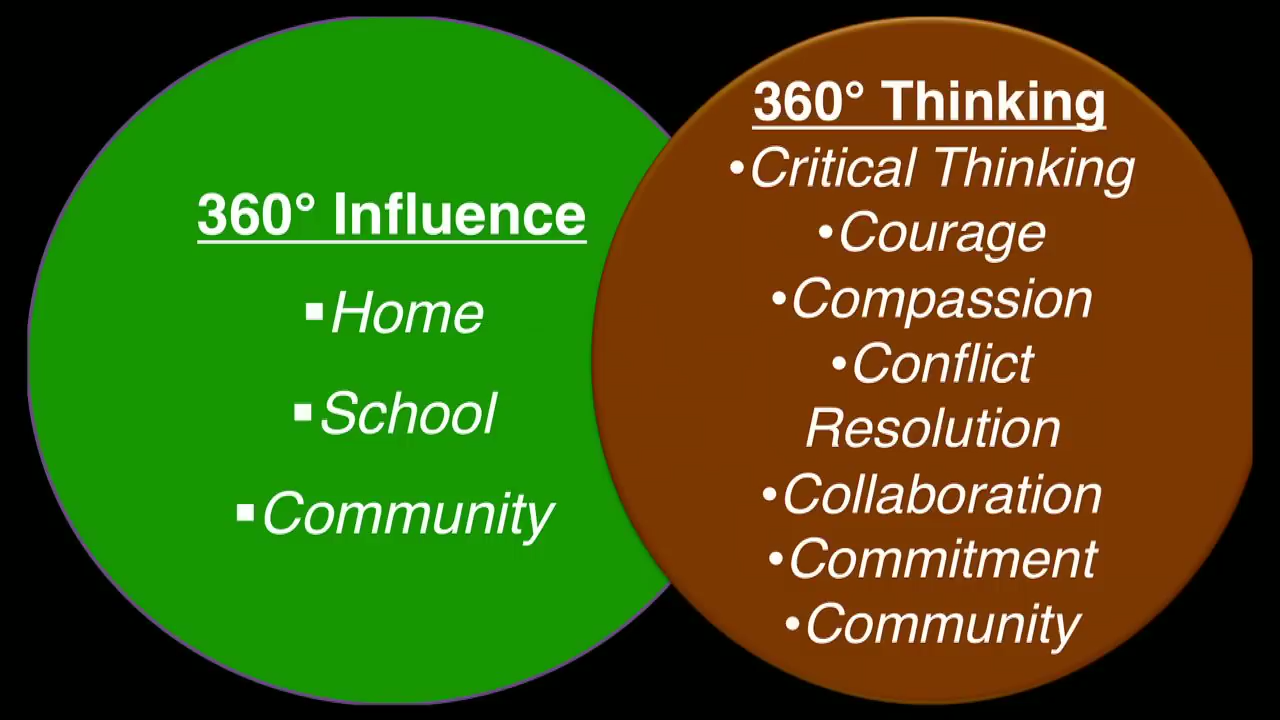 360° Influence
▪Home
▪School
▪Community
360° Thinking
•Critical Thinking
•Courage
•Compassion
•Conflict
Resolution
•Collaboration
•Commitment
•Community